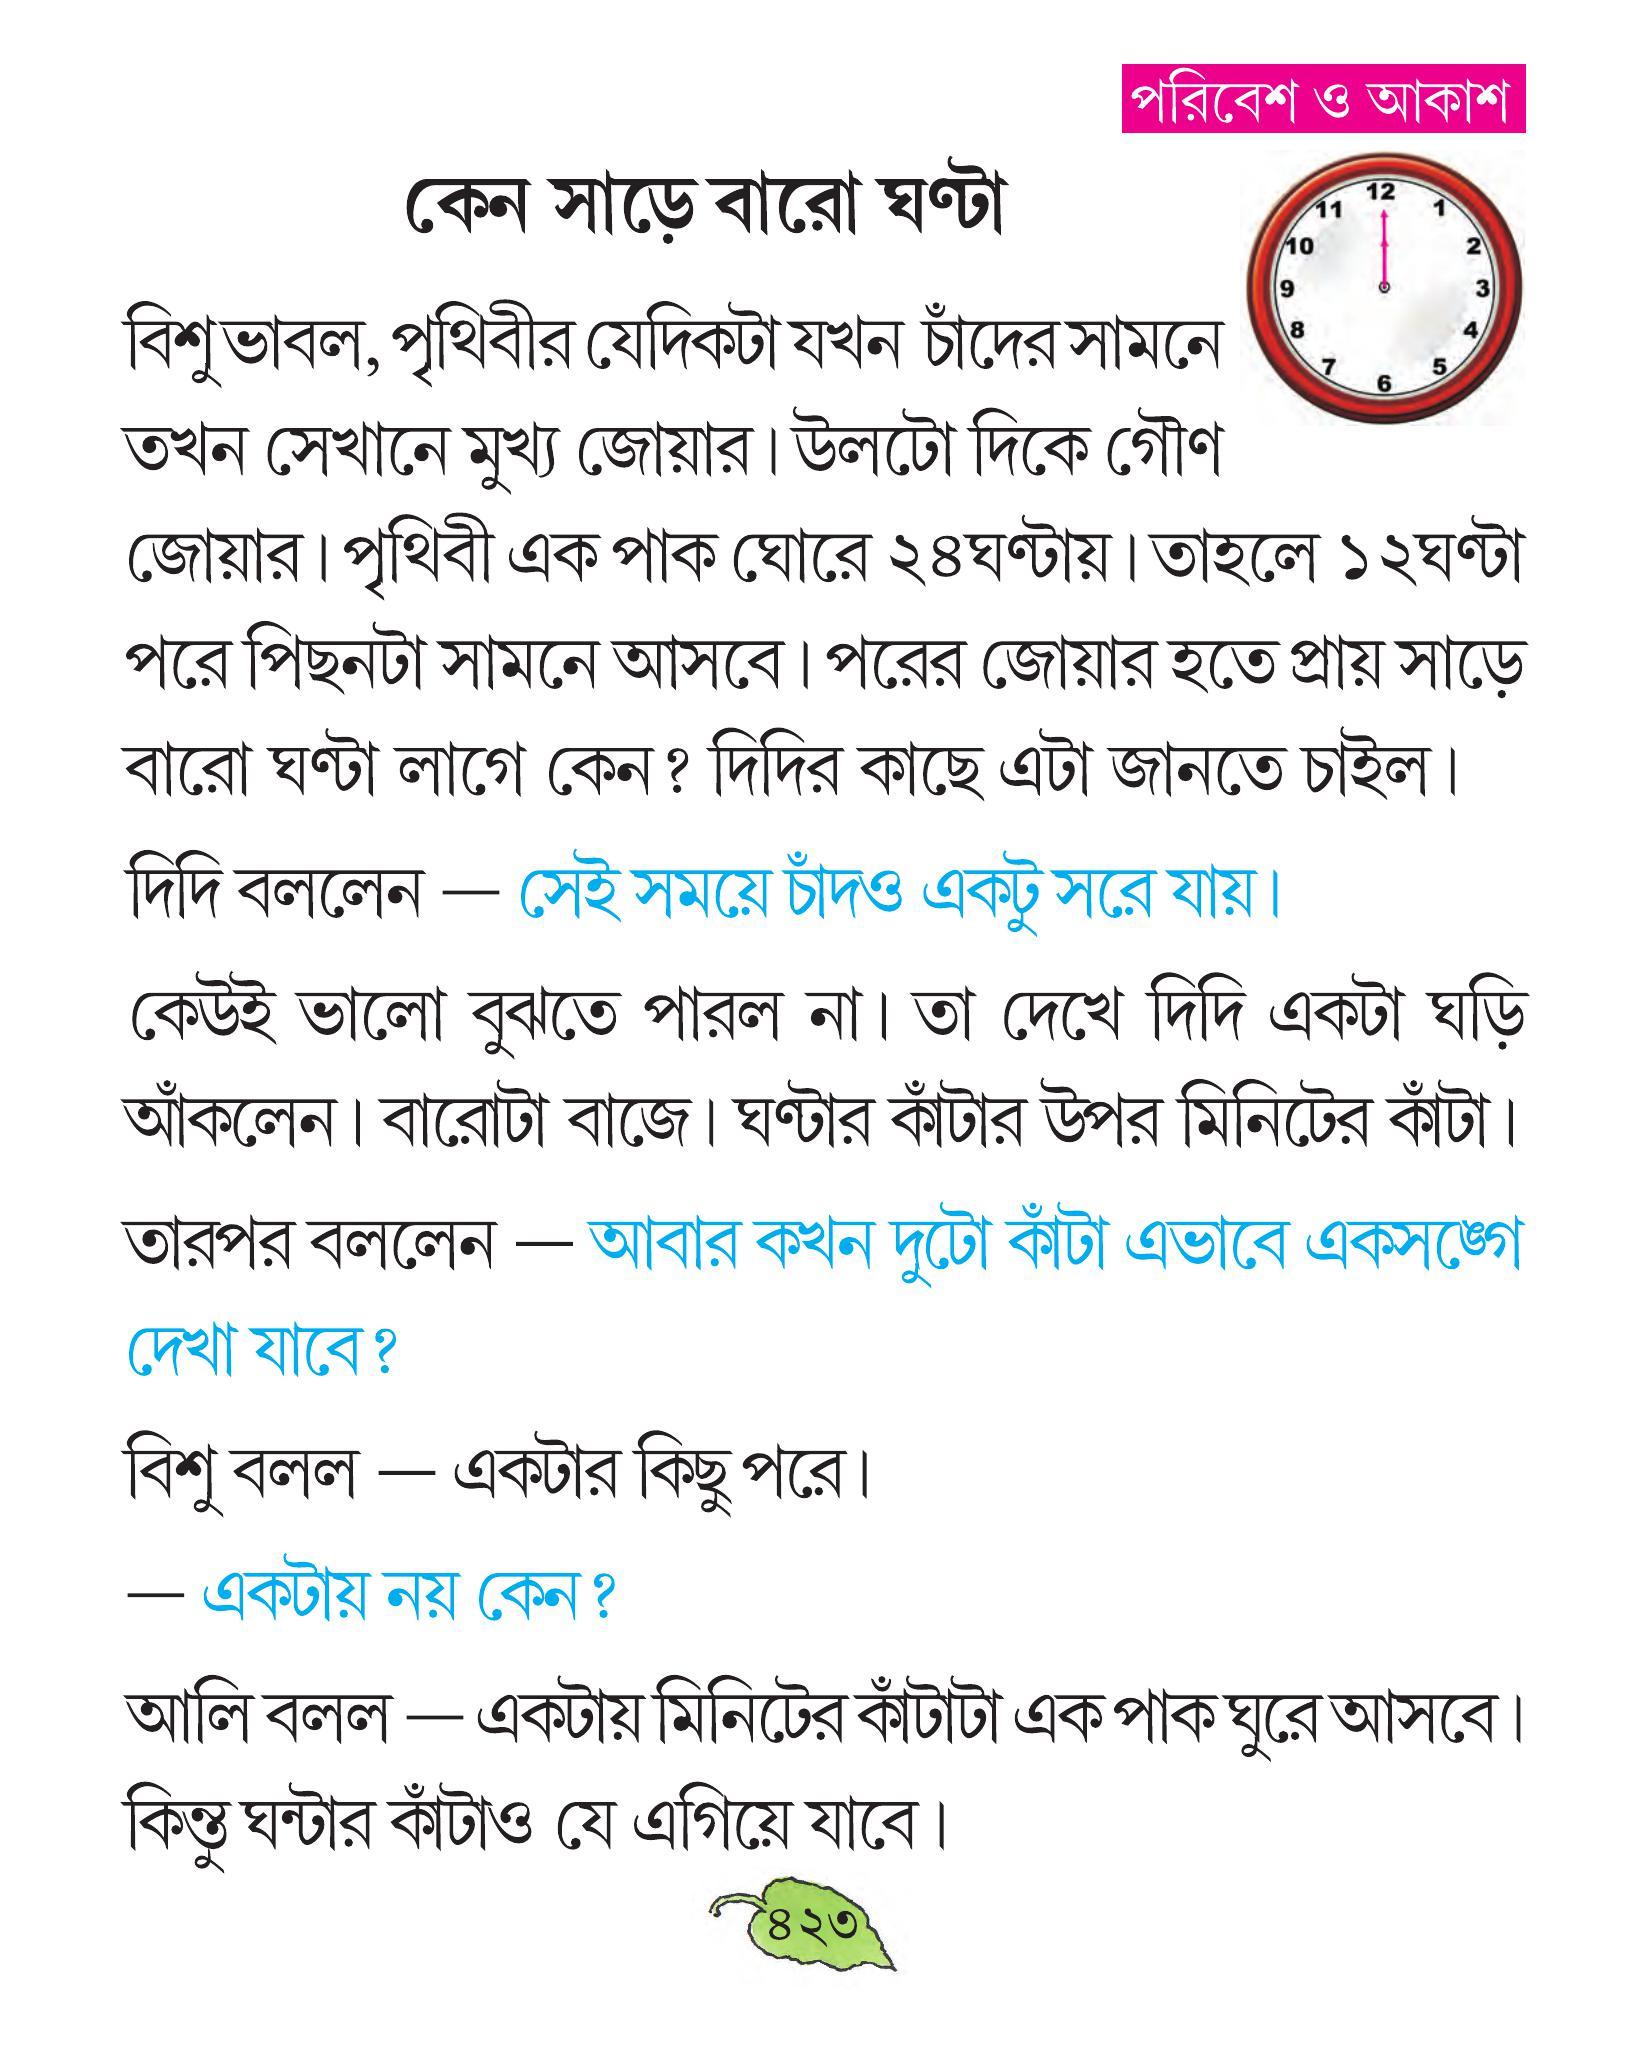 পরিবেশ ও আকাশ
কেন সাড়ে বারো ঘণ্টা
12
11 1
10 2
9 3
8 4
7 5
6
বিশু ভাবল, পৃথিবীর যেদিকটা যখন চাঁদের সামনে
তখন সেখানে মুখ্য জোয়ার। উলটো দিকে গৌণ
জোয়ার। পৃথিবী এক পাক ঘোরে ২৪ঘণ্টায়। তাহলে ১২ঘণ্টা
পরে পিছনটা সামনে আসবে। পরের জোয়ার হতে প্রায় সাড়ে
বারো ঘণ্টা লাগে কেন? দিদির কাছে এটা জানতে চাইল।
দিদি বললেন — সেই সময়ে চাঁদও একটু সরে যায়।
কেউই ভালো বুঝতে পারল না। তা দেখে দিদি একটা ঘড়ি
আঁকলেন। বারোটা বাজে। ঘণ্টার কাঁটার উপর মিনিটের কাঁটা।
তারপর বললেন — আবার কখন দুটো কাঁটা এভাবে একসঙ্গে
দেখা যাবে?
বিশু বলল — একটার কিছু পরে।
— একটায় নয় কেন?
আলি বলল — একটায় মিনিটের কাঁটাটা এক পাক ঘুরে আসবে।
কিন্তু ঘন্টার কাঁটাও যে এগিয়ে যাবে।
৪২৩